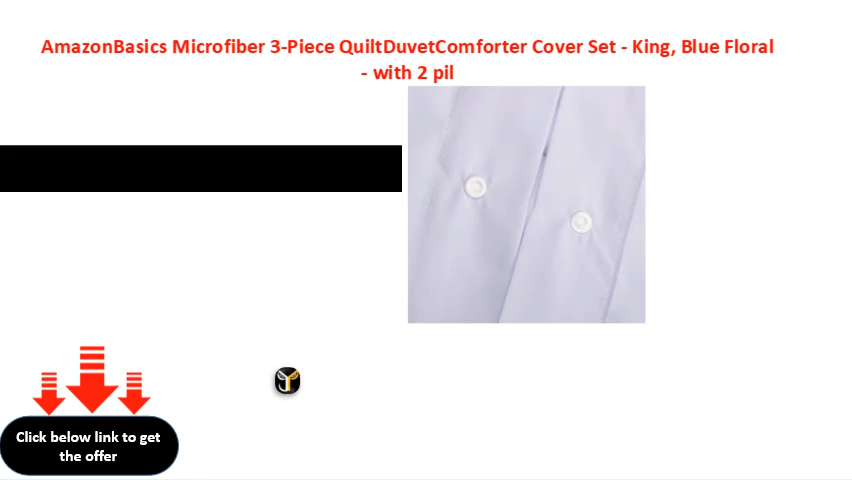 AmazonBasics Microfiber 3-Piece QuiltDuvetComforter Cover Set - King, Blue Floral
- with 2 pil
Click below link to get
the offer